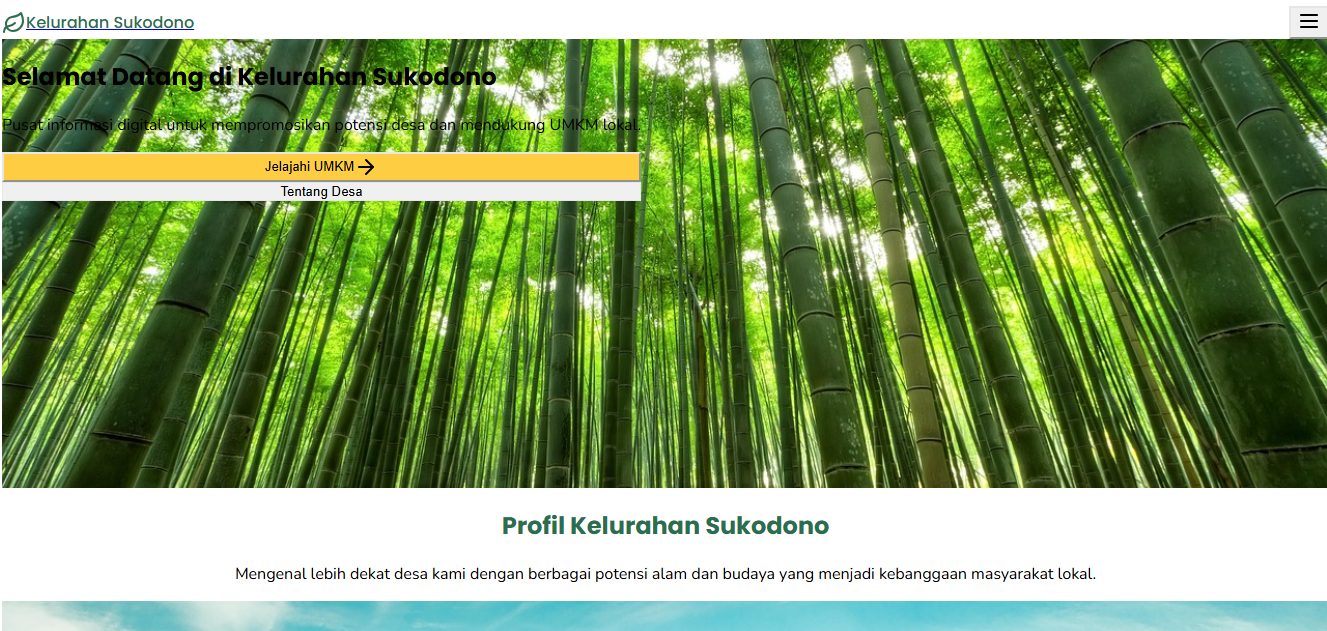 Kelurahan Sukodono
Selamat Datang di Kelurahan Sukodono
Pusat informasi digital untuk mempromosikan potensi desa dan mendukung UMKM lokal.
Jelajahi UMKM
Tentang Desa
Profil Kelurahan Sukodono
Mengenal lebih dekat desa kami dengan berbagai potensi alam dan budaya yang menjadi kebanggaan masyarakat lokal.